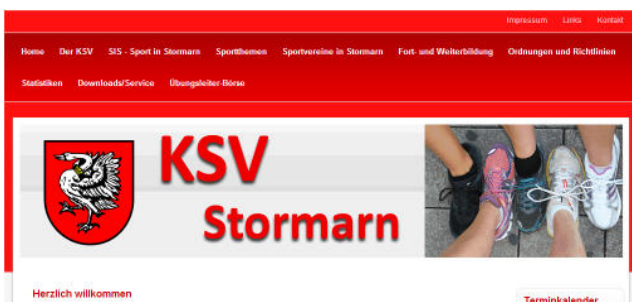 Impressum Links Kontakt
Home Der KSV SIS - Sport in Stormarn Sportthemen Sportvereine in Stormarn Fort- und Weiterbildung Ordnungen und Richtlinien
Statistiken Downloads/Service Übungsleiter-Börse
KSV
Stormarn
Herzlich willkommen
Terminkalender